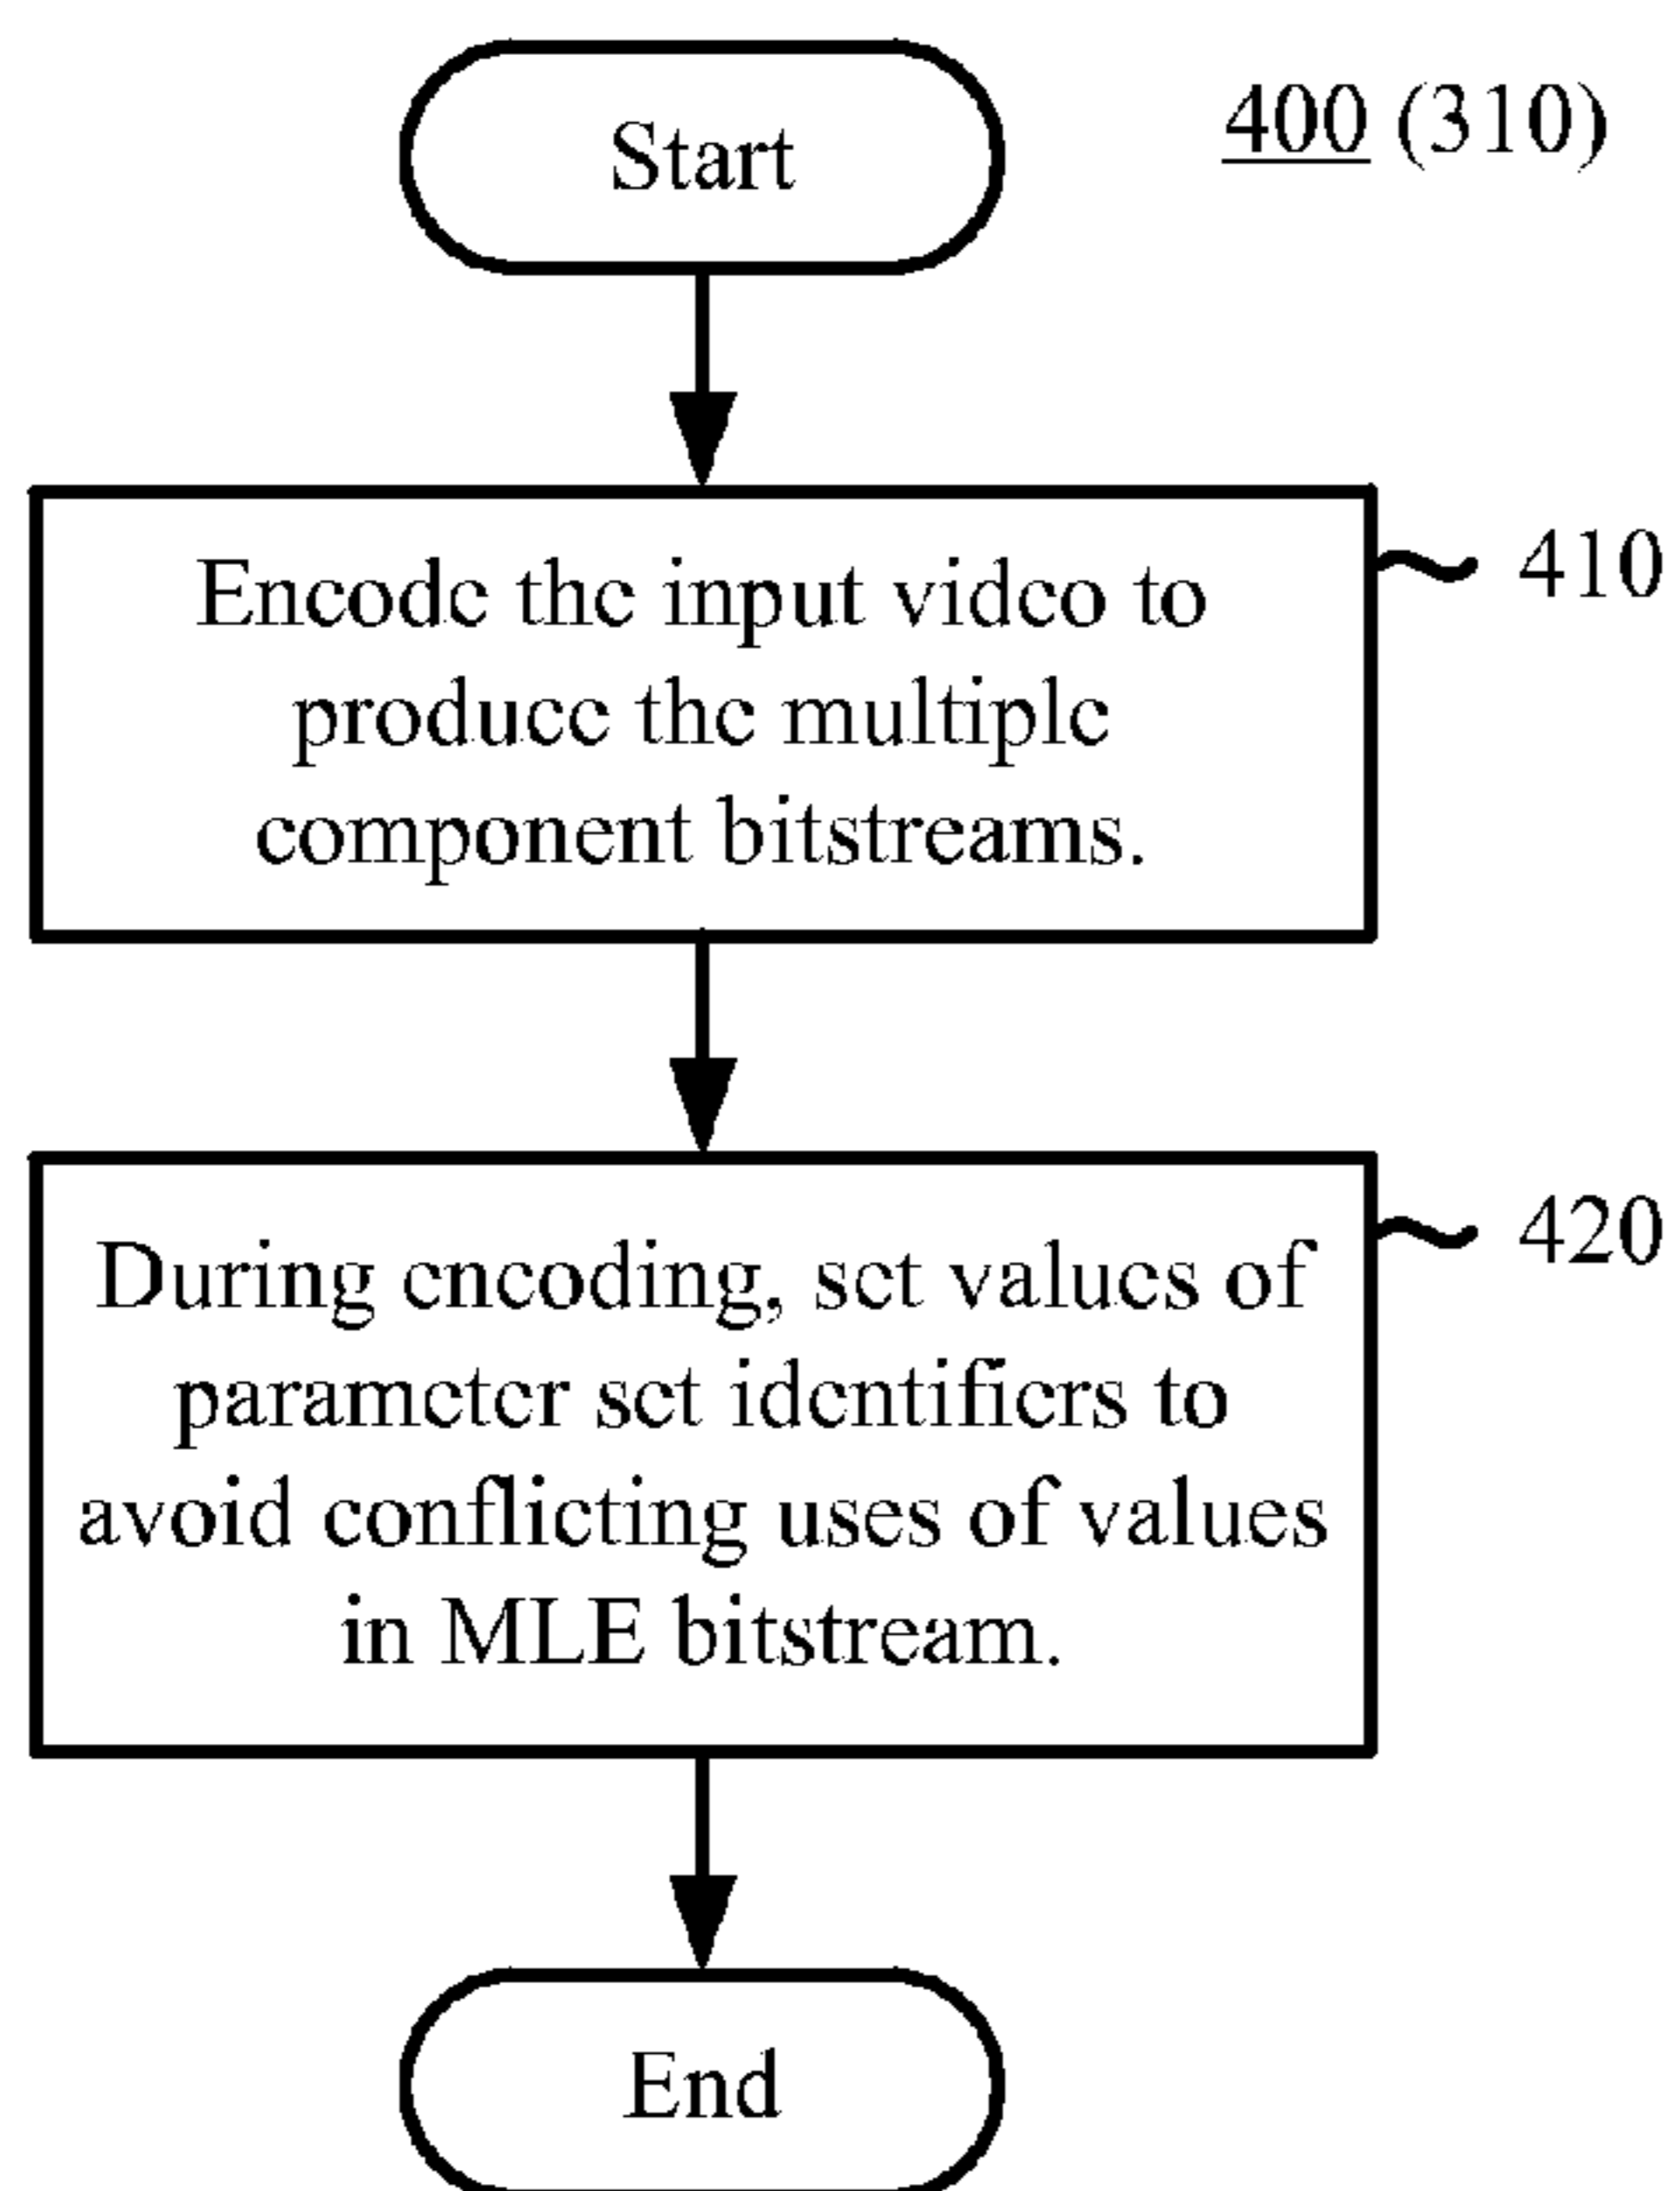 Start
400 (310)
Encode the input video to
produce the multiple
component bitstreams.
410
During encoding, set values of
parameter set identifiers to
avoid conflicting uses of values
in MLE bitstream.
420
End